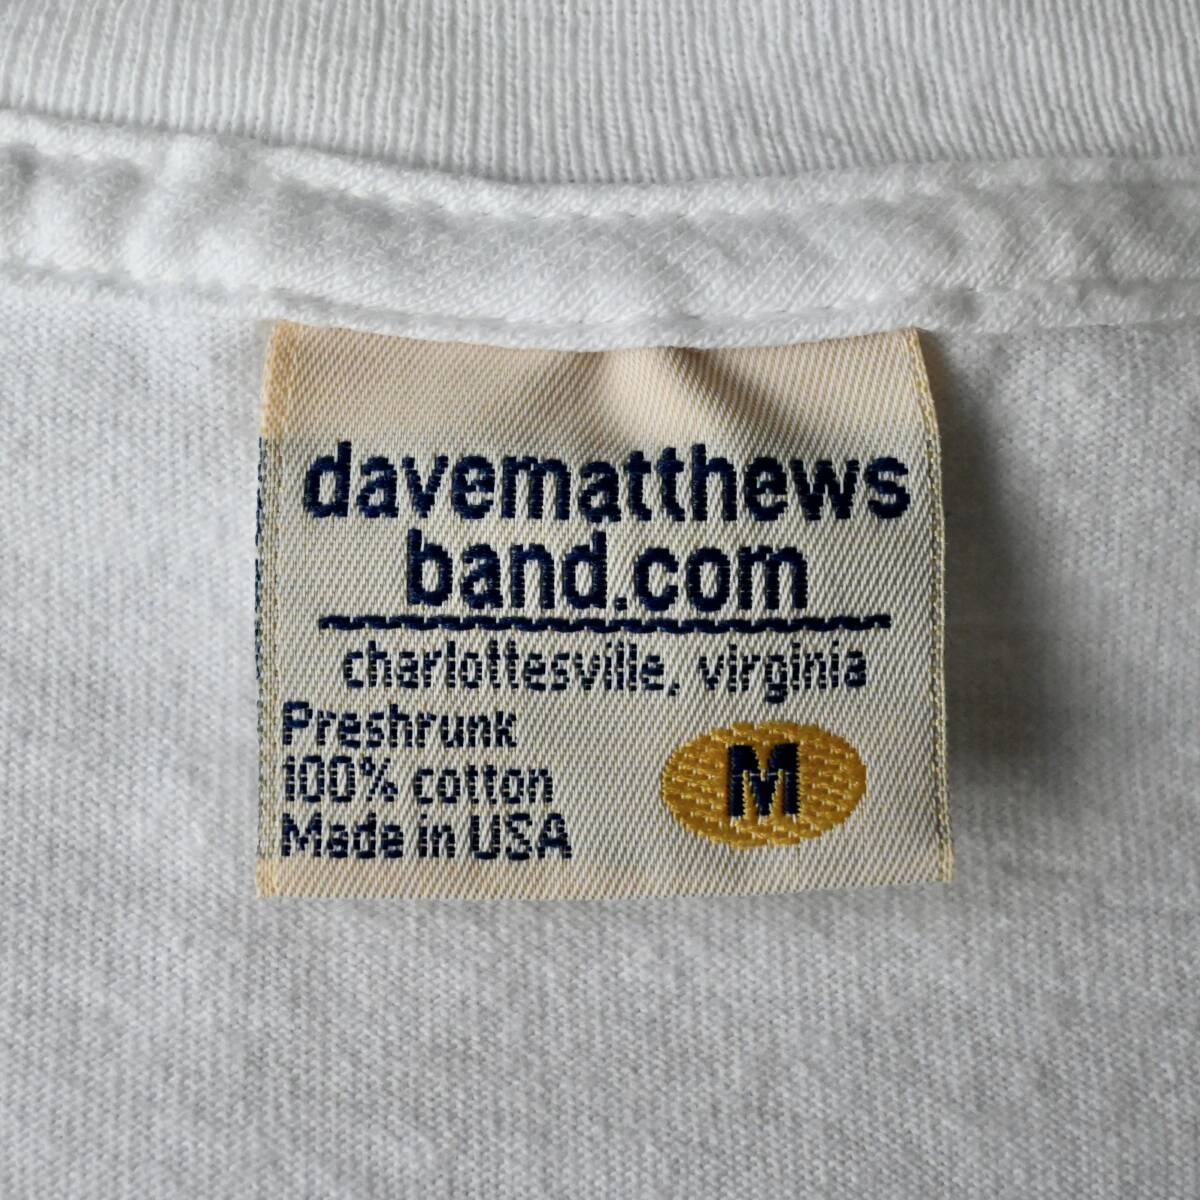 davematthews
band.com
charlottesville, virginia
Preshrunk
100% cotton
Made in USA
M